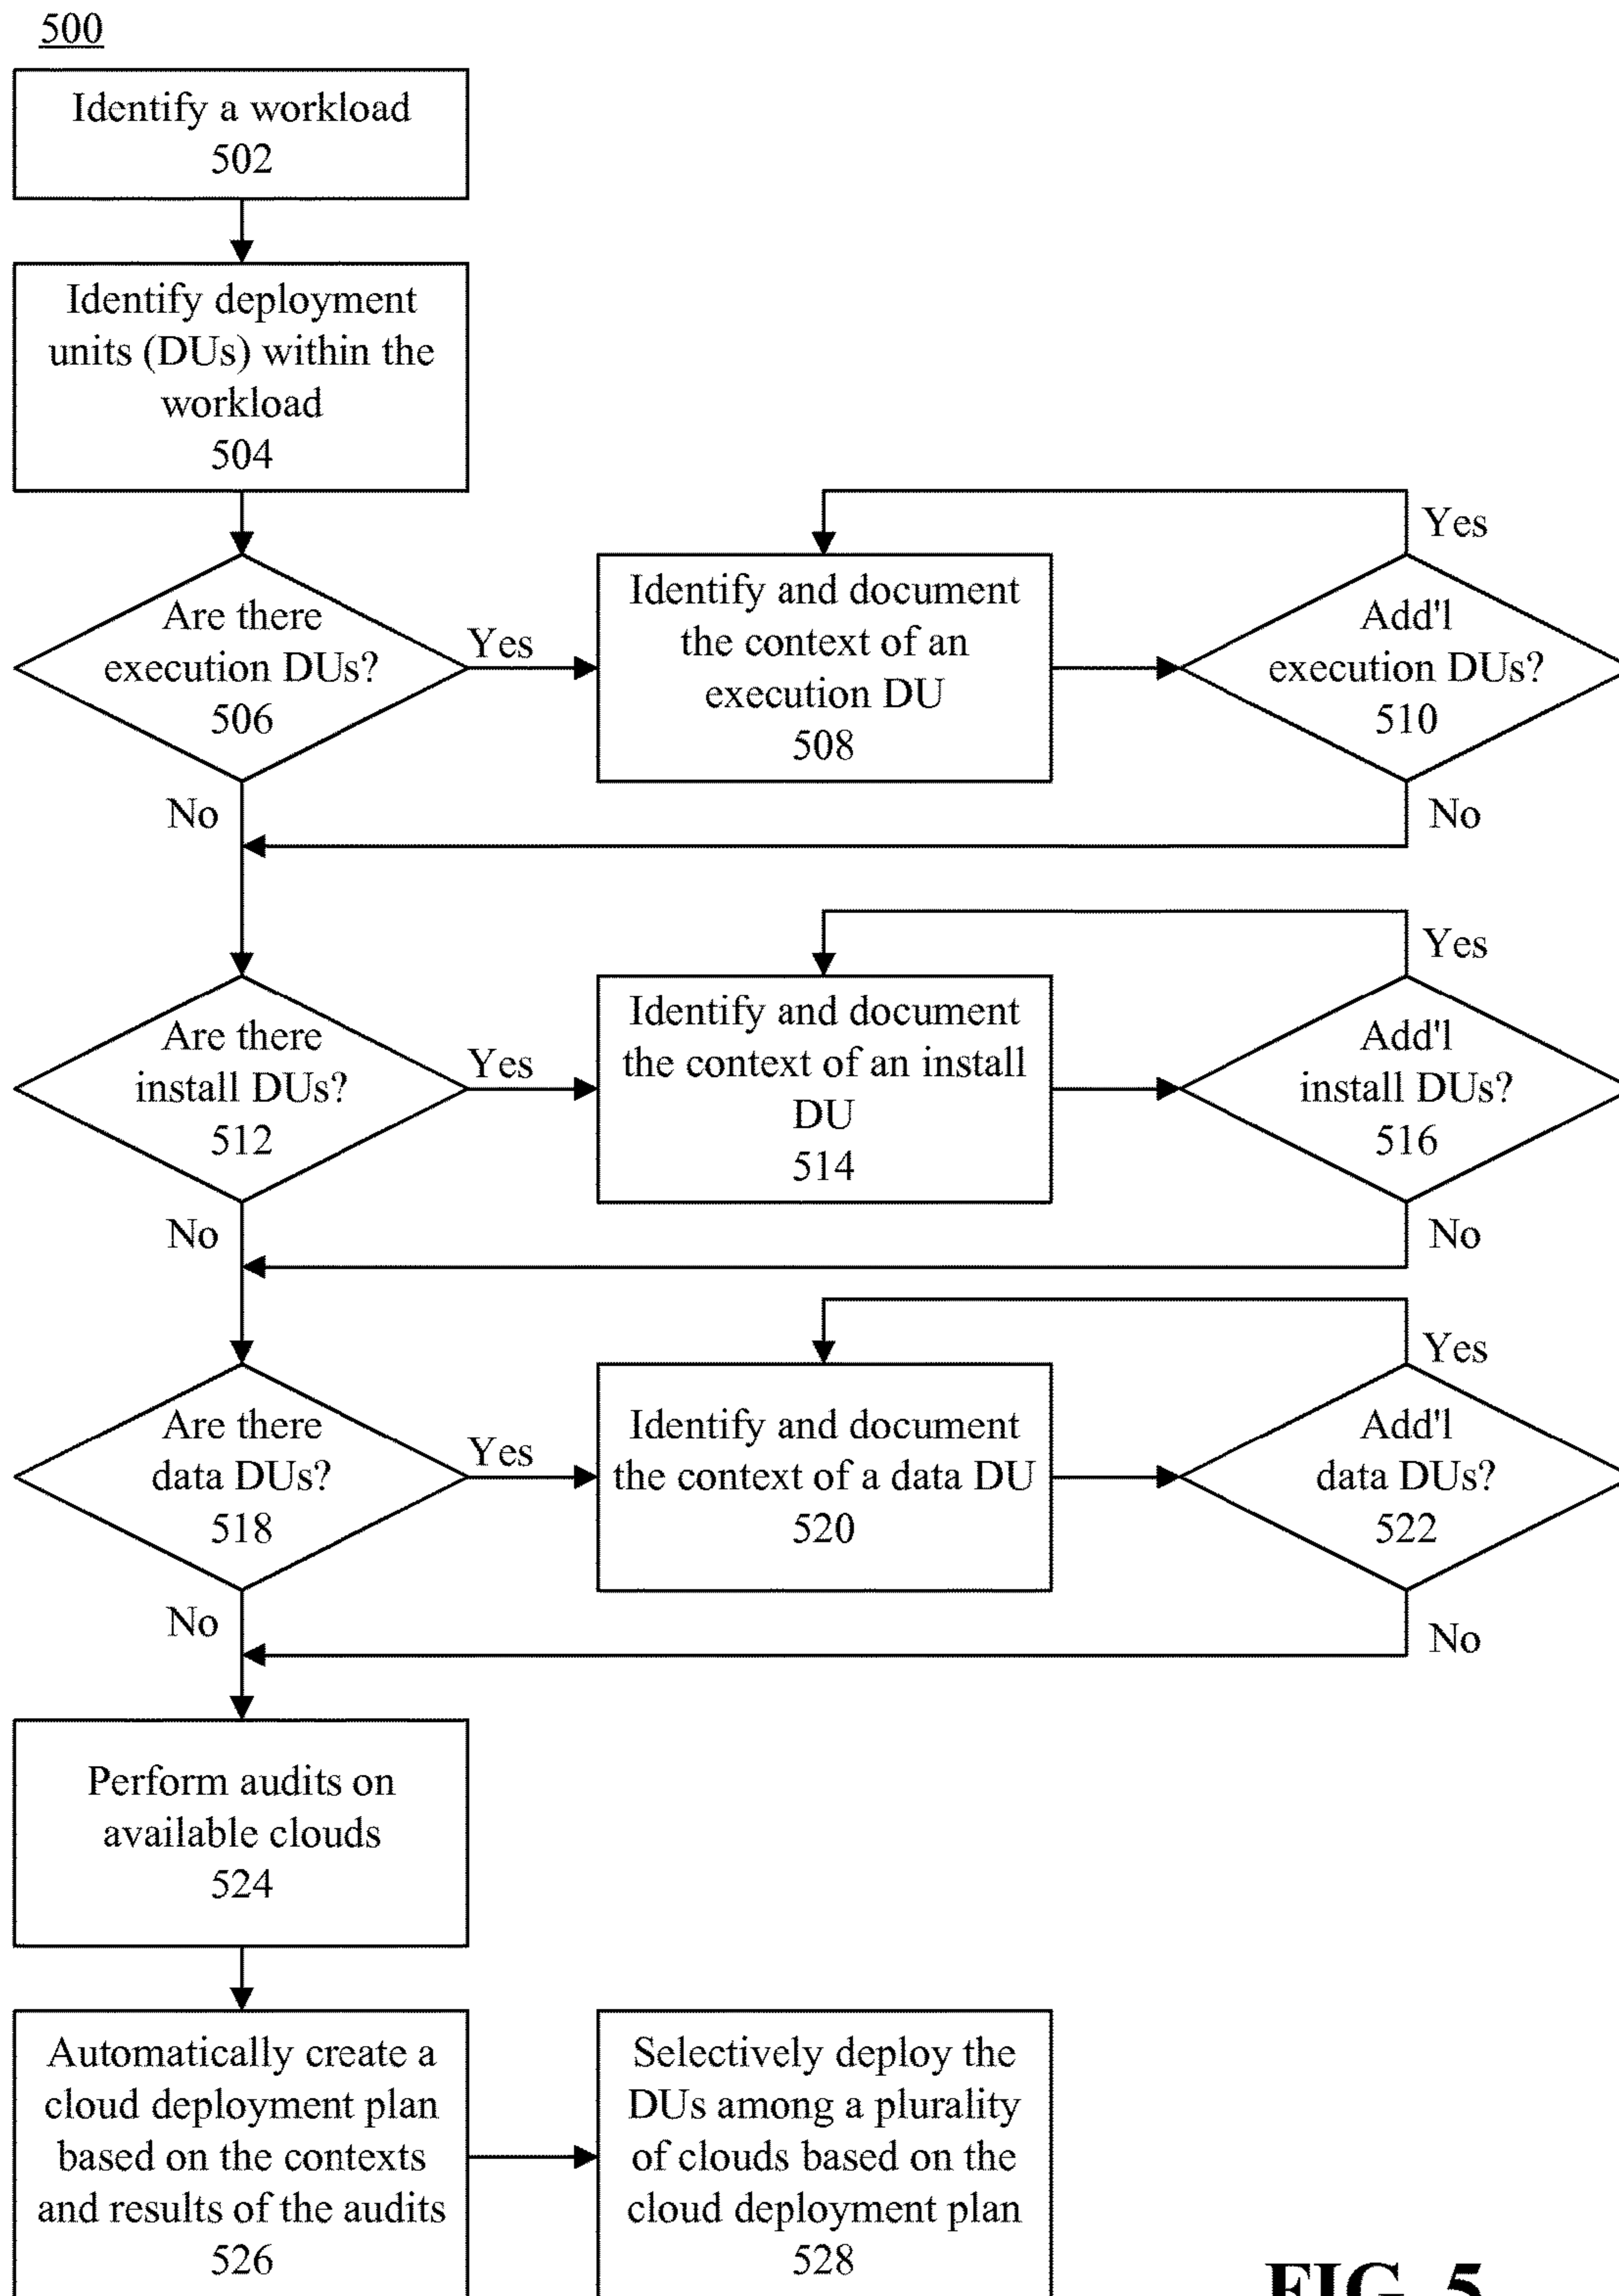 500
Identify a workload
502
Identify deployment
units (DUs) within the
workload
504
Are there
execution DUs?
506
Yes
No
Identify and document
the context of an
execution DU
508
Add'l
execution DUs?
510
Yes
No
Are there
install DUs?
512
Yes
No
Identify and document
the context of an install
DU
514
Add'l
install DUs?
516
Yes
No
Are there
data DUs?
518
Yes
No
Identify and document
the context of a data DU
520
Add'l
data DUs?
522
Yes
No
Perform audits on
available clouds
524
Automatically create a
cloud deployment plan
based on the contexts
and results of the audits
526
Selectively deploy the
DUs among a plurality
of clouds based on the
cloud deployment plan
528
FIG. 5